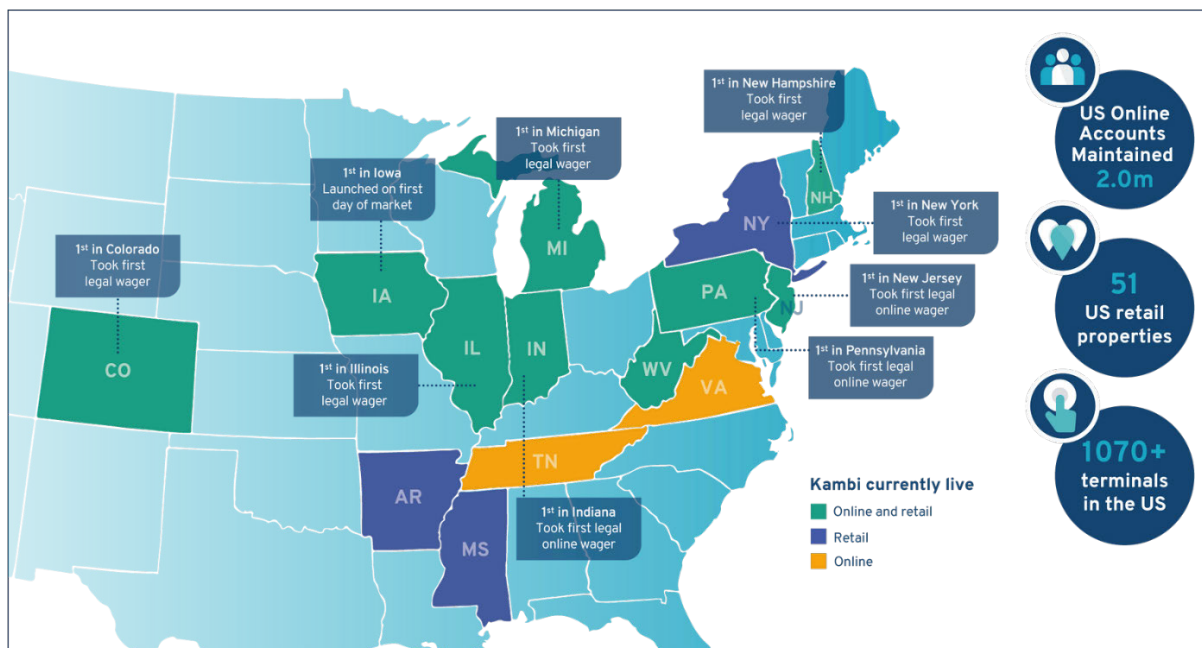 1st in New Hampshire
Took first
legal wager
1st in Michigan
Took first
legal wager
1st in Iowa
Launched on first
day of market
1st in Colorado
Took first
legal wager
1st in New York
Took first
legal wager
1st in New Jersey
Took first legal
online wager
1st in Pennsylvania
Took first legal
online wager
1st in Illinois
Took first
legal wager
1st in Indiana
Took first legal
online wager
NH
NY
MI
IA
PA
NJ
IL
IN
CO
WV
VA
TN
AR
MS
Kambi currently live
Online and retail
Retail
Online
US Online
Accounts
Maintained
2.0m
51
US retail
properties
1070+
terminals
in the US